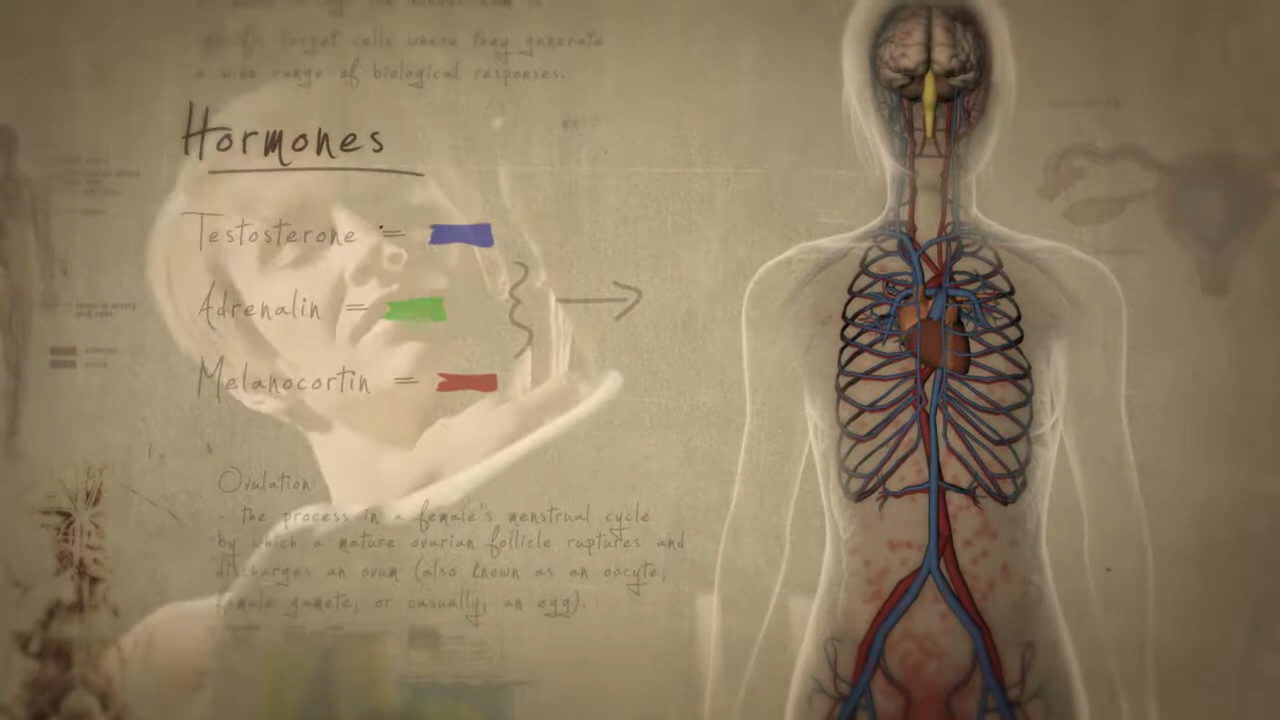 specific target cells where they generate
a wide range of biological responses.
Hormones
Testosterone =
Adrenalin =
Melanocortin =
Ovulation
the process in a female's menstrual cycle
by which a mature ovarian follicle ruptures and
discharges an ovum (also known as an oocyte,
female gamete, or casually, an egg).